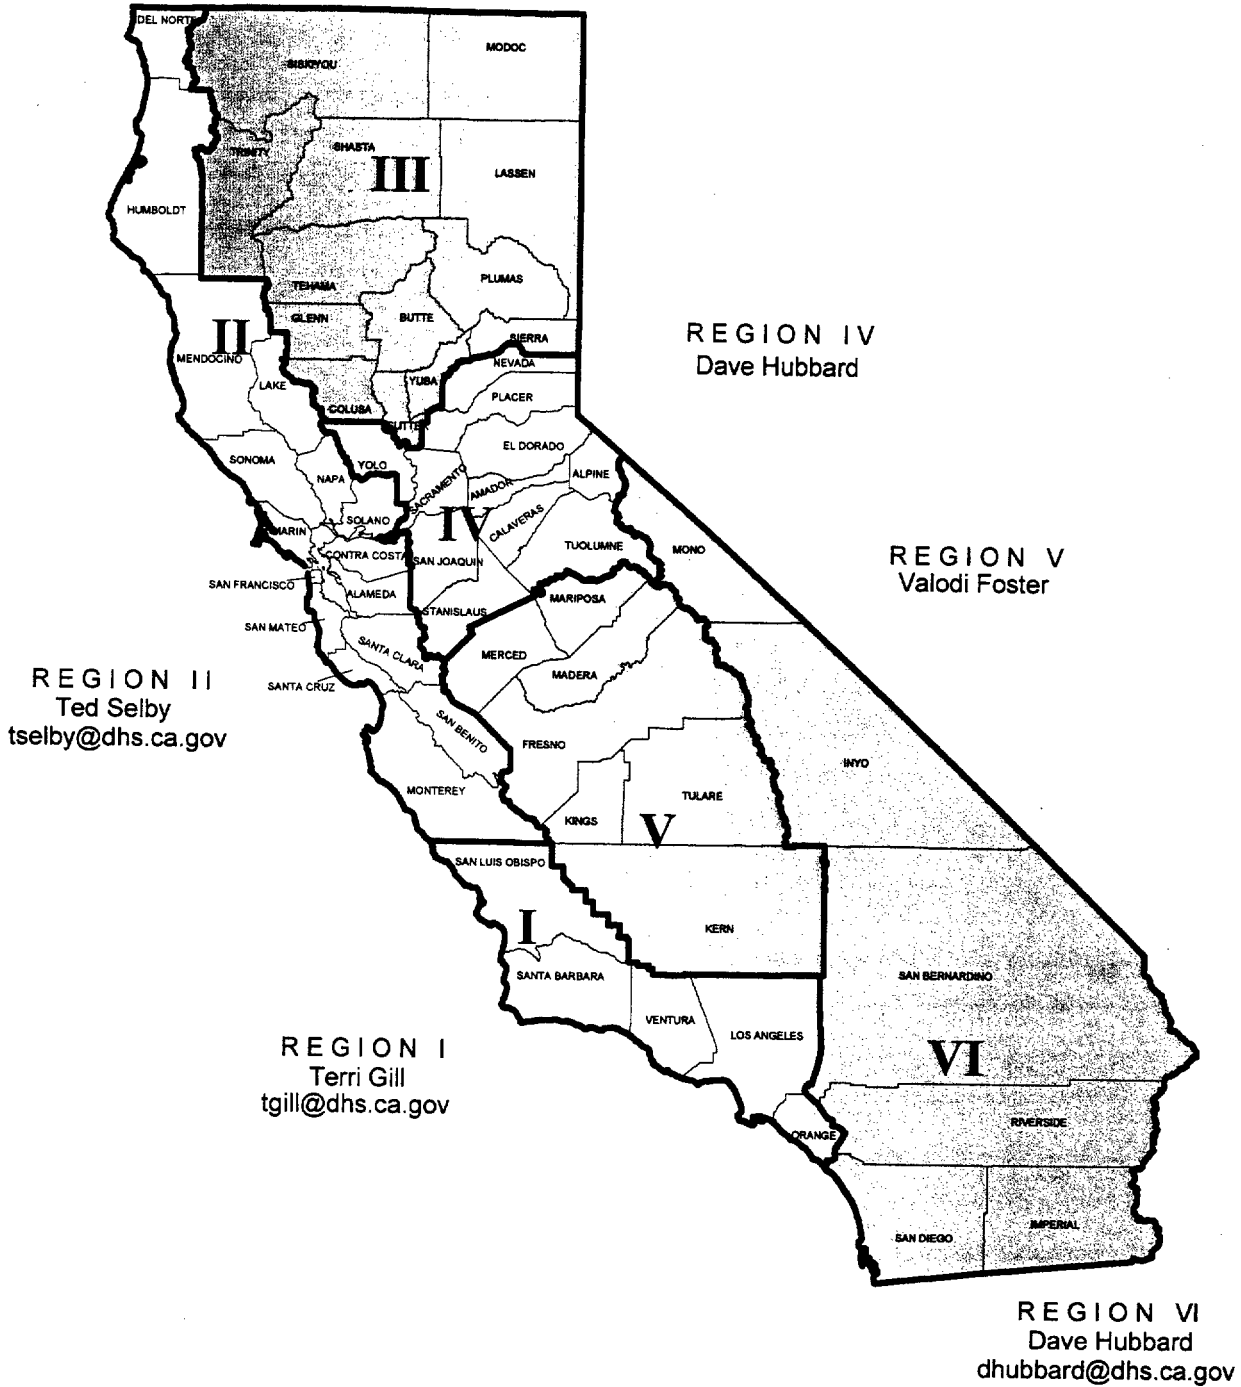 DEL NORTE
SISKIYOU
MODOC
TRINITY
SHASTA
III
LASSEN
HUMBOLDT
TEHAMA
PLUMAS
GLENN
BUTTE
II
SIERRA
MENDOCINO
NEVADA
LAKE
YUBA
PLACER
COLUSA
SUTTER
EL DORADO
SONOMA
YOLO
NAPA
SACRAMENTO
AMADOR
ALPINE
SOLANO
IV
CALAVERAS
MARIN
TUOLUMNE
MONO
CONTRA COSTA
SAN JOAQUIN
SAN FRANCISCO
ALAMEDA
MARIPOSA
STANISLAUS
SAN MATEO
SANTA CLARA
MERCED
MADERA
SANTA CRUZ
SAN BENITO
FRESNO
INYO
MONTEREY
TULARE
KINGS
V
SAN LUIS OBISPO
I
KERN
SANTA BARBARA
SAN BERNARDINO
VENTURA
LOS ANGELES
VI
ORANGE
RIVERSIDE
SAN DIEGO
IMPERIAL
REGION IV
Dave Hubbard
REGION V
Valodi Foster
REGION II
Ted Selby
tselby@dhs.ca.gov
REGION I
Terri Gill
tgill@dhs.ca.gov
REGION VI
Dave Hubbard
dhubbard@dhs.ca.gov